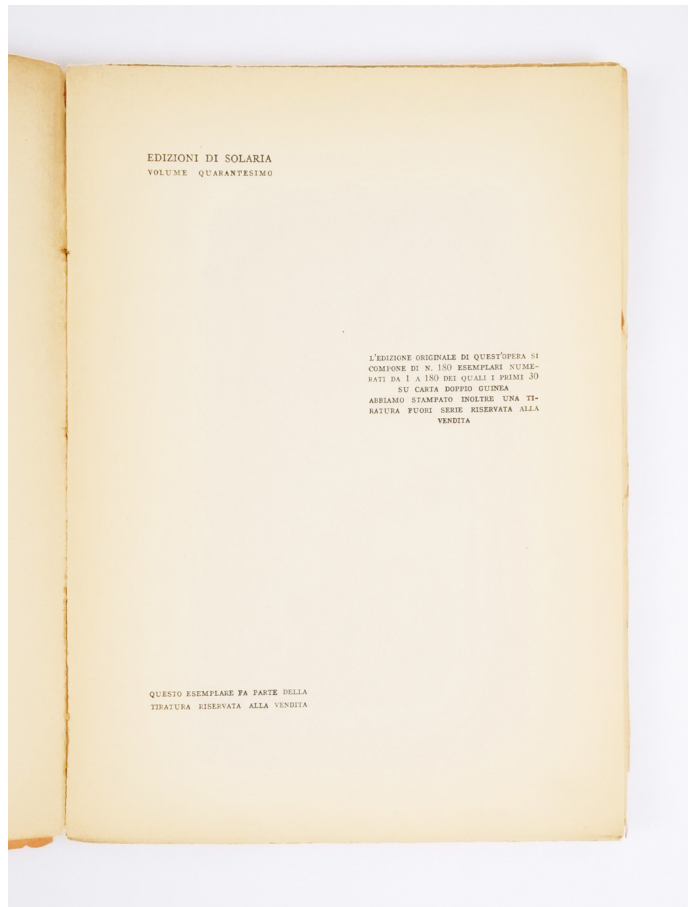 EDIZIONI DI SOLARIA
VOLUME QUARANTESIMO
L'EDIZIONE ORIGINALE DI QUEST'OPERA SI
COMPONE DI N. 180 ESEMPLARI NUME-
RATI DA 1 A 180 DEI QUALI I PRIMI 30
SU CARTA DOPPIO GUINEA
ABBIAMO STAMPATO INOLTRE UNA TI-
RATURA FUORI SERIE RISERVATA ALLA
VENDITA
QUESTO ESEMPLARE FA PARTE DELLA
TIRATURA RISERVATA ALLA VENDITA